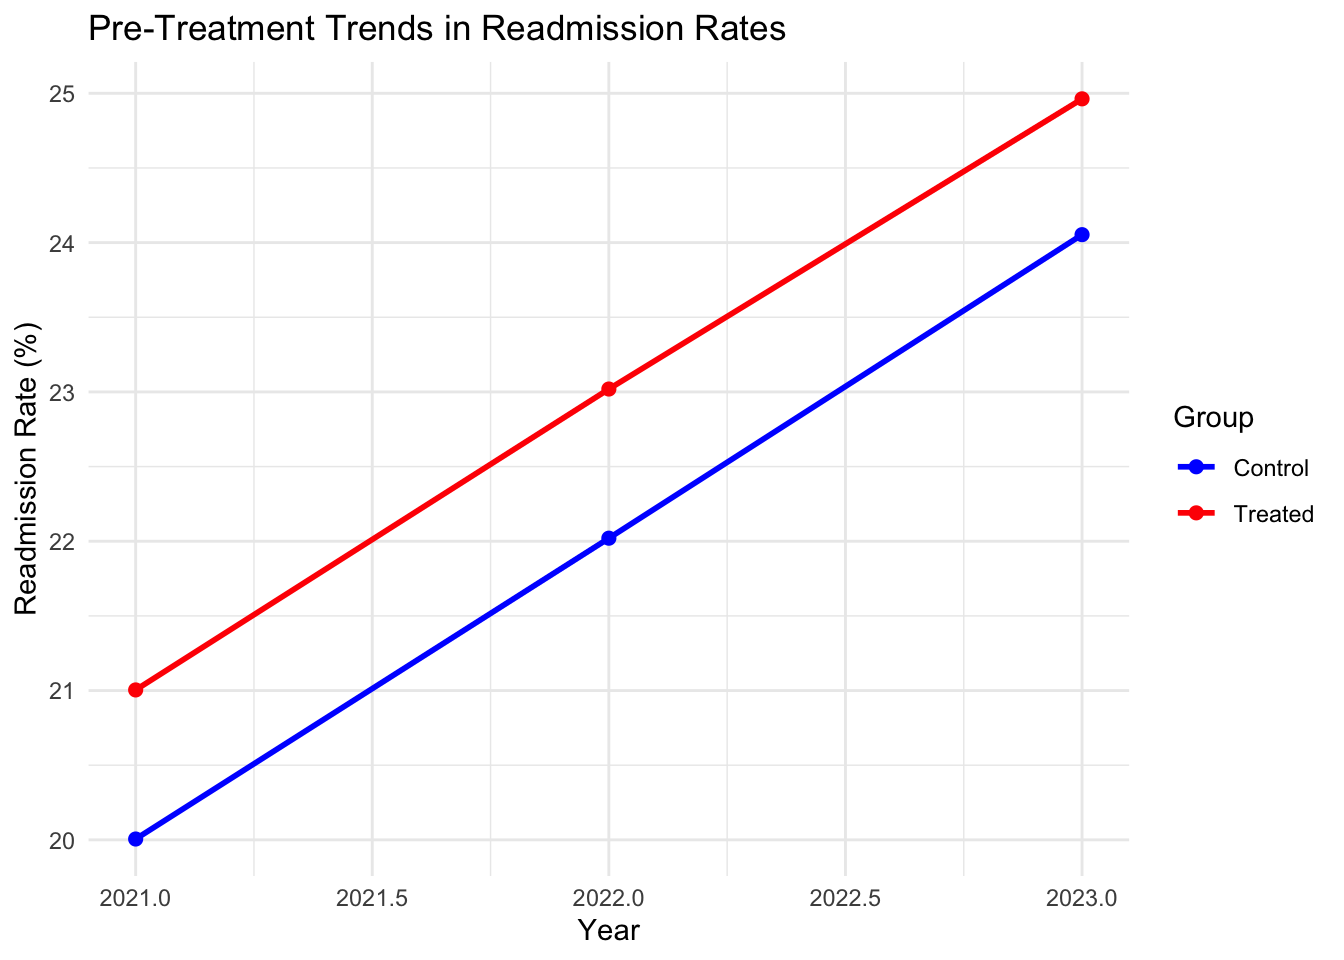 Pre-Treatment Trends in Readmission Rates
25
24
23
22
21
20
Readmission Rate (%)
2021.0 2021.5 2022.0 2022.5 2023.0
Year
Group
Control
Treated